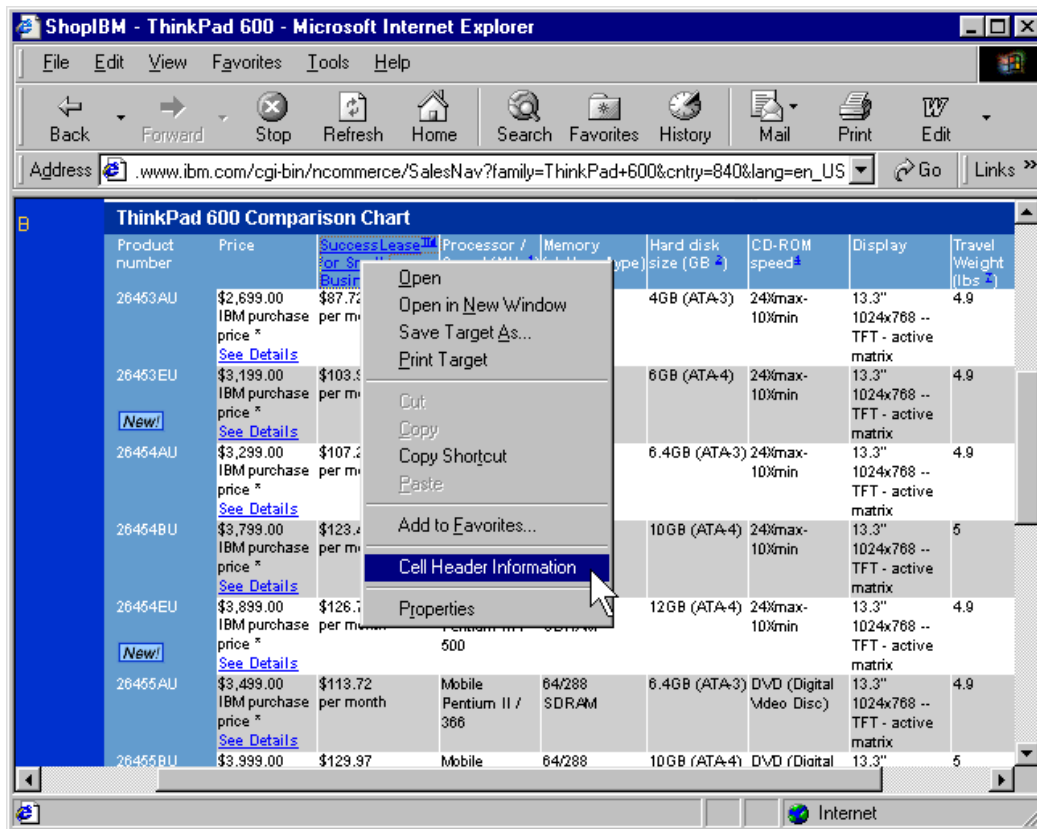 ShopIBM - ThinkPad 600 - Microsoft Internet Explorer
File Edit View Favorites Tools Help
Back Forward Stop Refresh Home Search Favorites History Mail Print Edit
Address .www.ibm.com/cgi-bin/ncommerce/SalesNav?family=ThinkPad+600&cntry=840&lang=en_US Go Links »
B
ThinkPad 600 Comparison Chart
Product number Price SuccessLease Processor / Memory Hard disk size (GB 2) CD-ROM speed4 Display Travel Weight (lbs 7)
Open
Open in New Window
Save Target As...
Print Target
Cut
Copy
Copy Shortcut
Paste
Add to Favorites...
Cell Header Information
Properties
26453AU $2,699.00 4GB (ATA-3) 24Xmax- 13.3" 4.9
IBM purchase 10Xmin 1024x768 --
price * TFT - active
See Details matrix
26453EU $3,199.00 6GB (ATA-4) 24Xmax- 13.3" 4.9
IBM purchase 10Xmin 1024x768 --
New! price * TFT - active
See Details matrix
26454AU $3,299.00 6.4GB (ATA-3) 24Xmax- 13.3" 4.9
IBM purchase 10Xmin 1024x768 --
price * TFT - active
See Details matrix
26454BU $3,799.00 10GB (ATA-4) 24Xmax- 13.3" 5
IBM purchase 10Xmin 1024x768 --
price * TFT - active
See Details matrix
26454EU $3,899.00 12GB (ATA-4) 24Xmax- 13.3" 4.9
IBM purchase per month 10Xmin 1024x768 --
New! price * 500 TFT - active
See Details matrix
26455AU $3,499.00 $113.72 Mobile 64/288 6.4GB (ATA-3) DVD (Digital 13.3" 4.9
IBM purchase per month Pentium II / SDRAM Video Disc) 1024x768 --
price * 366 TFT - active
See Details matrix
26455BU $3,999.00 $129.97 Mobile 64/288 10GB (ATA-4) DVD (Digital 13.3" 5
Internet